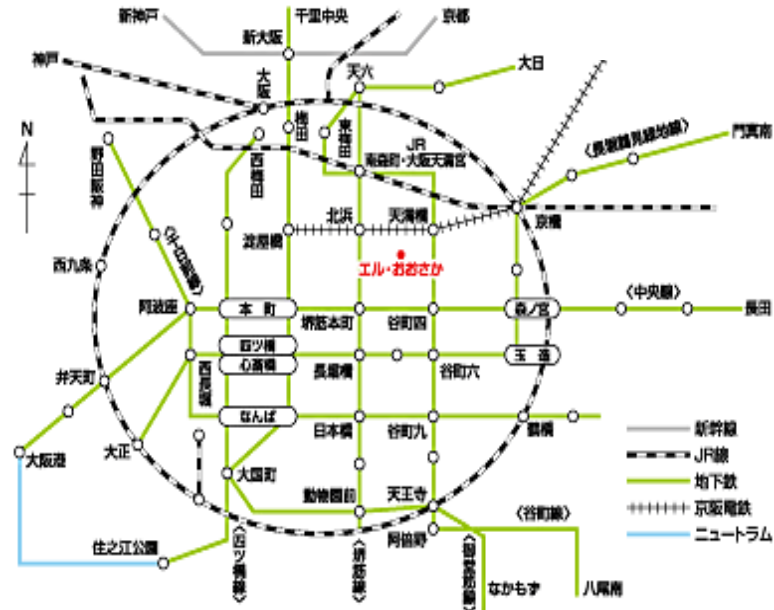 新神戸
千里中央
京都
新大阪
神戸
大阪
天六
大日
N
梅田
東梅田
JR
南森町・大阪天満宮
〈長堀鶴見緑地線〉
門真南
野田阪神
西梅田
北浜
天満橋
京橋
淀屋橋
エル・おおさか
西九条
〈千日前線〉
〈中央線〉
阿波座
本町
堺筋本町
谷町四
森ノ宮
長田
四ツ橋
心斎橋
長堀橋
谷町六
玉造
井天町
西長堀
なんば
日本橋
谷町九
鶴橋
大阪港
大正
大国町
動物園前
天王寺
新幹線
JR線
地下鉄
京阪電鉄
ニュートラム
住之江公園
〈四ツ橋線〉
〈堺筋線〉
阿倍野
〈御堂筋線〉
〈谷町線〉
なかもず
八尾南